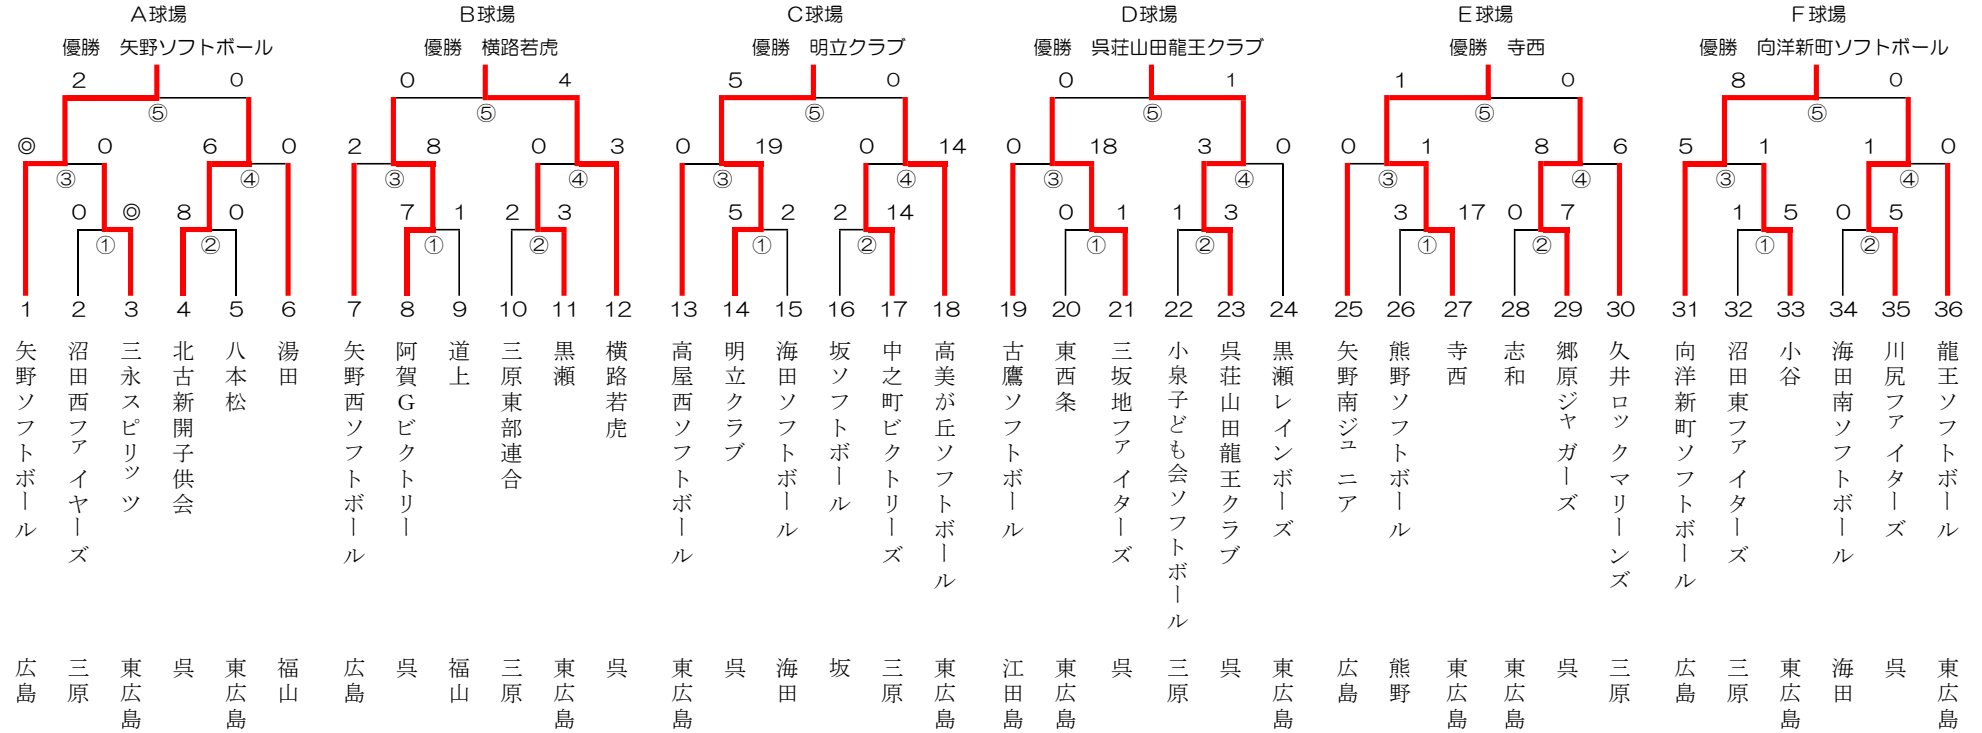 A球場 B球場 C球場 D球場 E球場 F球場
優勝 矢野ソフトボール 優勝 横路若虎 優勝 明立クラブ 優勝 呉荘山田龍王クラブ 優勝 寺西 優勝 向洋新町ソフトボール
2 0 0 4 5 0 0 1 1 0 8 0
⑤ ⑤ ⑤ ⑤ ⑤ ⑤
◎ 0 6 0 2 8 0 3 0 19 0 14 0 18 3 0 0 1 8 6 5 1 1 0
③ ④ ③ ④ ③ ④ ③ ④ ③ ④ ③ ④
0 ◎ 8 0 7 1 2 3 5 2 2 14 0 1 1 3 3 17 0 7 1 5 0 5
① ② ① ② ① ② ① ② ① ② ① ②
1 2 3 4 5 6 7 8 9 10 11 12 13 14 15 16 17 18 19 20 21 22 23 24 25 26 27 28 29 30 31 32 33 34 35 36
矢野ソフトボール
沼田西ファイヤーズ
三永スピリッツ
北古新開子供会
八本松
湯田
矢野西ソフトボール
阿賀Gビクトリー
道上
三原東部連合
黒瀬
横路若虎
高屋西ソフトボール
明立クラブ
海田ソフトボール
坂ソフトボール
中之町ビクトリーズ
高美が丘ソフトボール
古鷹ソフトボール
東西条
三坂地ファイターズ
小泉子ども会ソフトボール
呉荘山田龍王クラブ
黒瀬レインボーズ
矢野南ジュニア
熊野ソフトボール
寺西
志和
郷原ジャガーズ
久井ロックマリーンズ
向洋新町ソフトボール
沼田東ファイターズ
小谷
海田南ソフトボール
川尻ファイターズ
龍王ソフトボール
広島
三原
東広島
呉
東広島
福山
広島
呉
福山
三原
東広島
呉
東広島
呉
海田
坂
三原
東広島
江田島
東広島
呉
三原
呉
東広島
広島
熊野
東広島
東広島
呉
三原
広島
三原
東広島
海田
呉
東広島